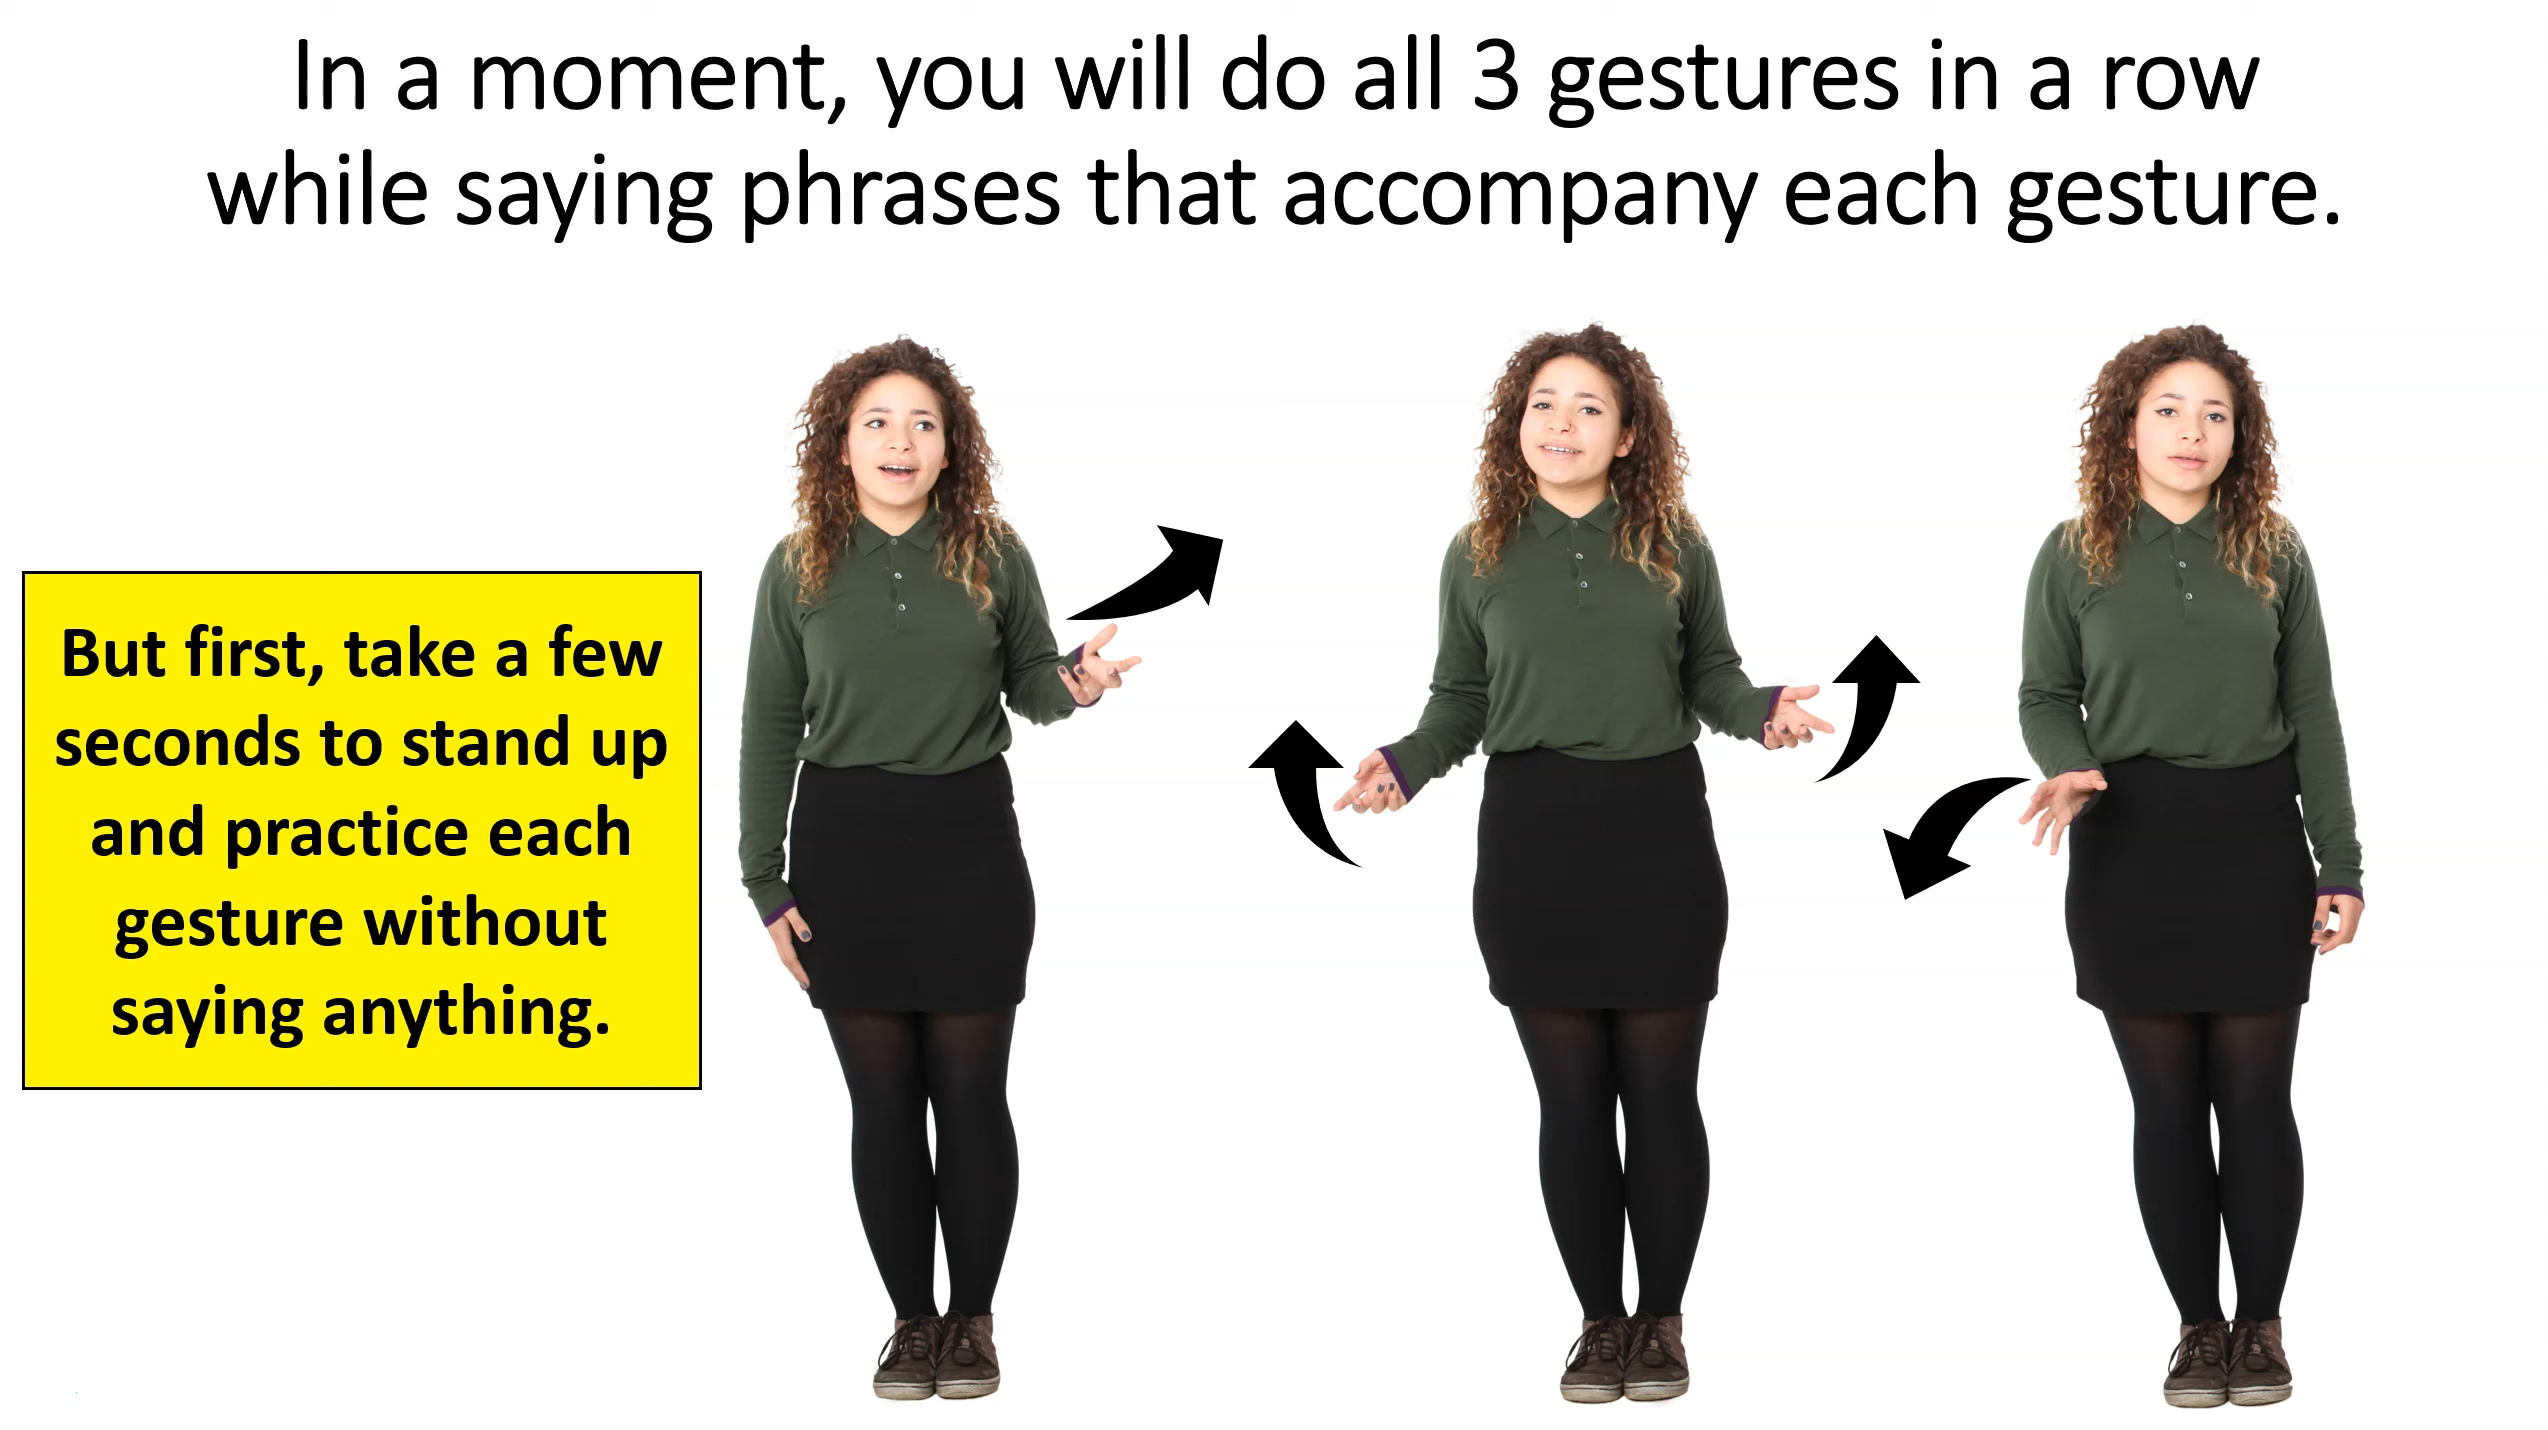 In a moment, you will do all 3 gestures in a row
while saying phrases that accompany each gesture.
But first, take a few
seconds to stand up
and practice each
gesture without
saying anything.